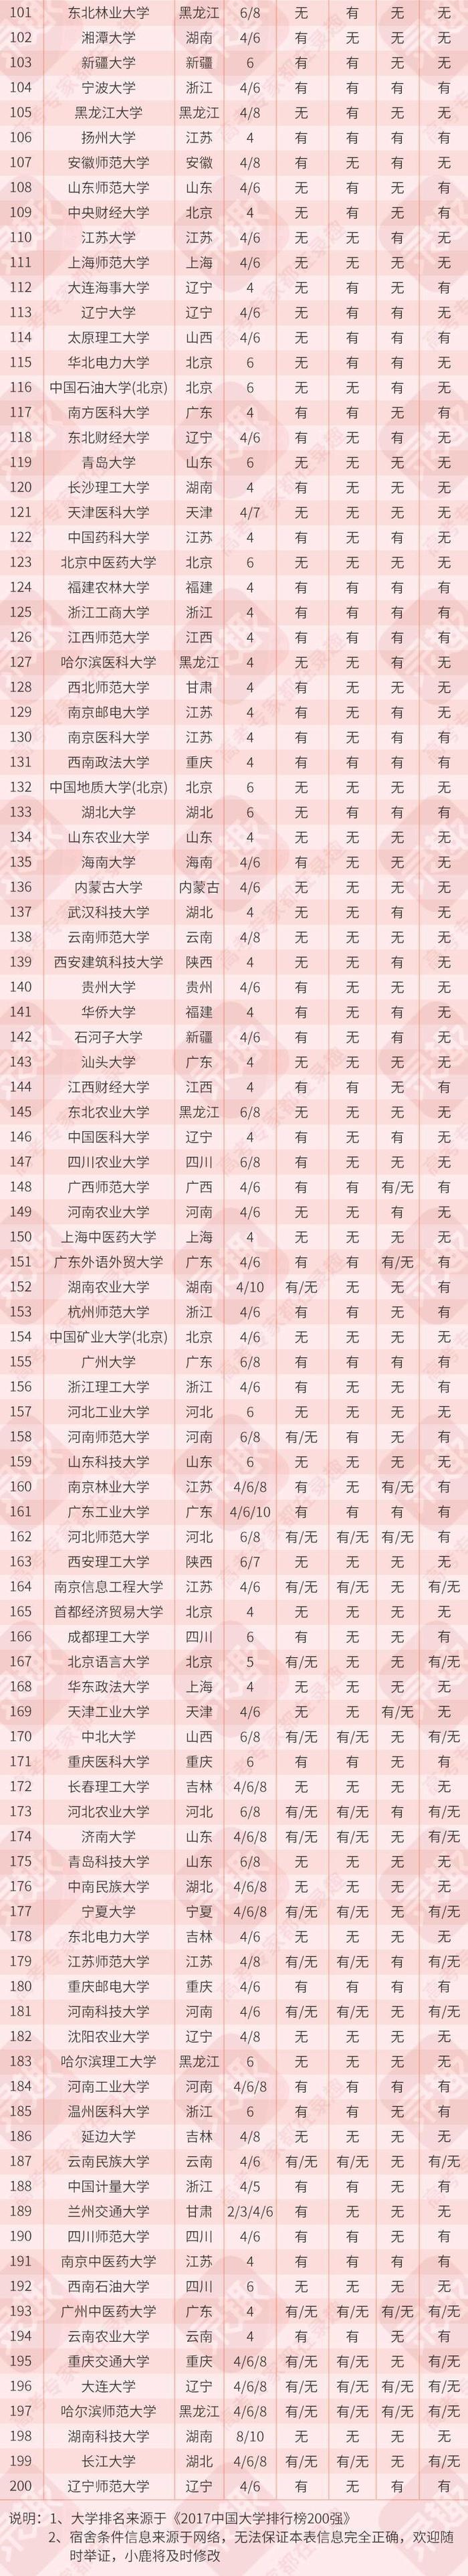 101 东北林业大学 黑龙江 6/8 无 有 无 无
102 湘潭大学 湖南 4/6 有 无 无 无
103 新疆大学 新疆 6 有 有 无 无
104 宁波大学 浙江 4/6 有 有 有 有
105 黑龙江大学 黑龙江 4/8 无 有 无 无
106 扬州大学 江苏 4 有 有 有 有
107 安徽师范大学 安徽 4/8 有 无 有 无
108 山东师范大学 山东 4/6 无 有 无 有
109 中央财经大学 北京 4 无 有 无 有
110 江苏大学 江苏 4/6 无 无 有 无
111 上海师范大学 上海 4/6 无 无 无 无
112 大连海事大学 辽宁 4 无 有 无 有
113 辽宁大学 辽宁 4/6 无 有 有 无
114 太原理工大学 山西 4/6 有 有 有 有
115 华北电力大学 北京 6 无 有 有 无
116 中国石油大学(北京) 北京 6 无 无 有 无
117 南方医科大学 广东 4 有 有 无 有
118 东北财经大学 辽宁 4/6 有 无 有 无
119 青岛大学 山东 6 无 无 无 无
120 长沙理工大学 湖南 4 有 无 无 无
121 天津医科大学 天津 4/7 无 无 无 无
122 中国药科大学 江苏 4 有 无 有 无
123 北京中医药大学 北京 6 无 无 无 无
124 福建农林大学 福建 4 有 有 有 有
125 浙江工商大学 浙江 4 有 有 有 有
126 江西师范大学 江西 4 有 有 有 有
127 哈尔滨医科大学 黑龙江 4 无 无 有 无
128 西北师范大学 甘肃 4 有 无 无 无
129 南京邮电大学 江苏 4 有 无 有 无
130 南京医科大学 江苏 4 有 无 有 有
131 西南政法大学 重庆 4 有 有 有 有
132 中国地质大学(北京) 北京 6 无 无 无 无
133 湖北大学 湖北 6 无 有 有 有
134 山东农业大学 山东 4 无 无 无 无
135 海南大学 海南 4/6 有 无 无 无
136 内蒙古大学 内蒙古 4/6 无 无 无 无
137 武汉科技大学 湖北 4 无 无 有 无
138 云南师范大学 云南 4/8 无 无 无 无
139 西安建筑科技大学 陕西 4 无 无 有 无
140 贵州大学 贵州 4/6 有 无 无 无
141 华侨大学 福建 4 有 无 有 无
142 石河子大学 新疆 4/6 有 无 有 无
143 汕头大学 广东 4 无 无 无 无
144 江西财经大学 江西 4 有 有 无 有
145 东北农业大学 黑龙江 6/8 无 无 无 无
146 中国医科大学 辽宁 4 有 无 有 无
147 四川农业大学 四川 6/8 有 无 无 无
148 广西师范大学 广西 4/6 有 有 有/无 有
149 河南农业大学 河南 4/6 无 无 有 无
150 上海中医药大学 上海 4 无 无 无 无
151 广东外语外贸大学 广东 4/6 有 有 有/无 有
152 湖南农业大学 湖南 4/10 有/无 无 无 有
153 杭州师范大学 浙江 4/6 有 有 无 有
154 中国矿业大学(北京) 北京 4/6 无 无 无 无
155 广州大学 广东 6/8 有 有 有 有
156 浙江理工大学 浙江 4/6 有 无 无 有
157 河北工业大学 河北 6 无 无 无 无
158 河南师范大学 河南 6/8 有/无 有 无 有
159 山东科技大学 山东 6 无 无 无 无
160 南京林业大学 江苏 4/6/8 有 无 有/无 有
161 广东工业大学 广东 4/6/10 有 有 有 有
162 河北师范大学 河北 6/8 有/无 有/无 有/无 有
163 西安理工大学 陕西 6/7 无 无 无 无
164 南京信息工程大学 江苏 4/6 有/无 有/无 无 有/无
165 首都经济贸易大学 北京 4 无 无 无 无
166 成都理工大学 四川 6 有 无 无 有
167 北京语言大学 北京 5 有/无 无 无 有/无
168 华东政法大学 上海 4 无 无 无 无
169 天津工业大学 天津 4/6 无 无 有/无 无
170 中北大学 山西 6/8 有/无 有/无 无 有/无
171 重庆医科大学 重庆 6 有 有 无 有
172 长春理工大学 吉林 4/6/8 无 无 无 无
173 河北农业大学 河北 6/8 有/无 有/无 有 有/无
174 济南大学 山东 4/6/8 有/无 有/无 无 有/无
175 青岛科技大学 山东 6/8 无 无 无 无
176 中南民族大学 湖北 4/6/8 无 无 无 无
177 宁夏大学 宁夏 4/6/8 有/无 有/无 无 有/无
178 东北电力大学 吉林 4/6 无 无 无 无
179 江苏师范大学 江苏 4/8 有/无 有/无 有 有/无
180 重庆邮电大学 重庆 4/6 有 有 有 有
181 河南科技大学 河南 4/6 有/无 有/无 无 有/无
182 沈阳农业大学 辽宁 4/8 无 无 无 无
183 哈尔滨理工大学 黑龙江 6 无 无 无 无
184 河南工业大学 河南 4/6/8 有 有 有 有
185 温州医科大学 浙江 6 有 有 无 有
186 延边大学 吉林 4/8 无 无 无 无
187 云南民族大学 云南 4/6 有/无 有/无 无 有/无
188 中国计量大学 浙江 4/5 有 有 无 有
189 兰州交通大学 甘肃 2/3/4/6 有 无 无 无
190 四川师范大学 四川 4/6 有 有 无 有
191 南京中医药大学 江苏 4 有 有 有 有
192 西南石油大学 四川 6 无 无 无 无
193 广州中医药大学 广东 4 有/无 有/无 有/无 有/无
194 云南农业大学 云南 4 有 有 无 有
195 重庆交通大学 重庆 4/6/8 有/无 有/无 无 有/无
196 大连大学 辽宁 4/6/8 有/无 有/无 有/无 有/无
197 哈尔滨师范大学 黑龙江 4/6/8 有/无 有/无 有/无 有/无
198 湖南科技大学 湖南 8/10 无 无 无 无
199 长江大学 湖北 4/6/8 有/无 有/无 无 有/无
200 辽宁师范大学 辽宁 4/6 有 无 有 有
说明：1、大学排名来源于《2017中国大学排行榜200强》
2、宿舍条件信息来源于网络，无法保证本表信息完全正确，欢迎随
时举证，小鹿将及时修改